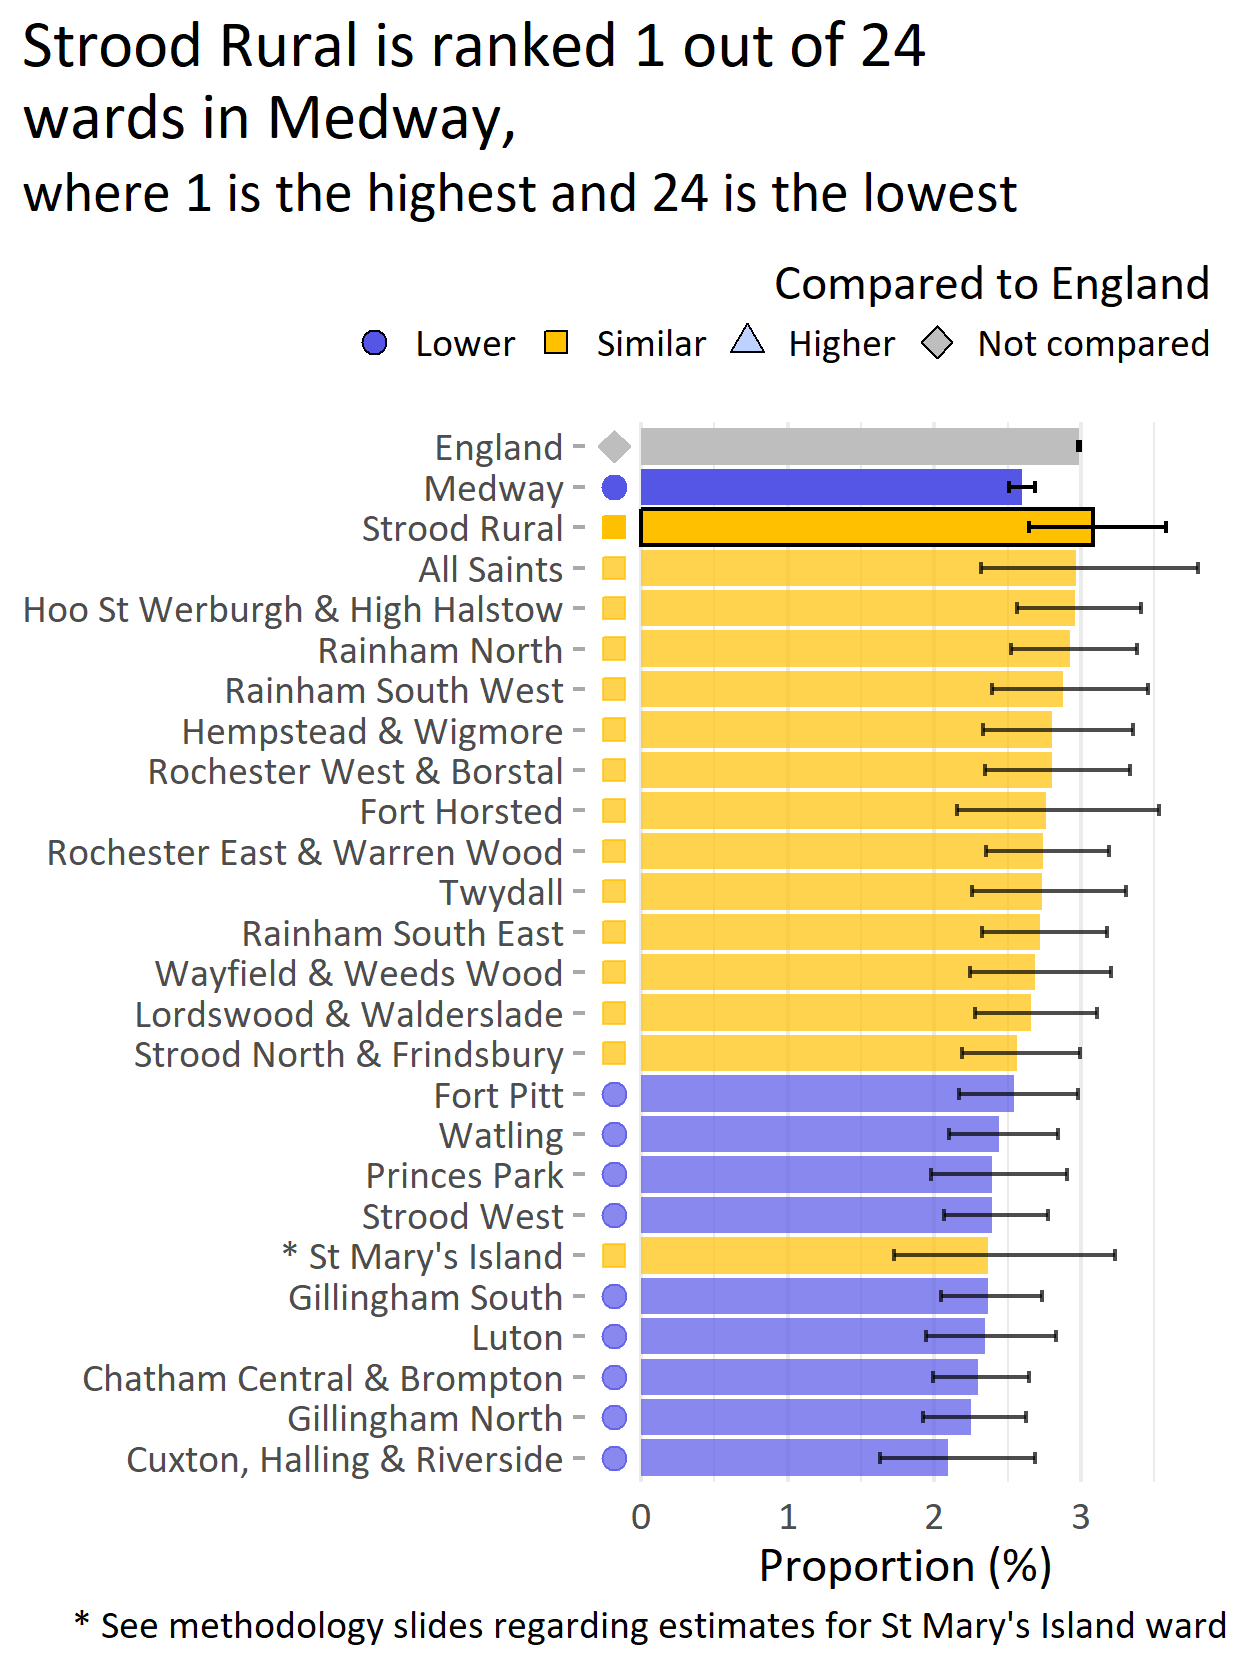 Strood Rural is ranked 1 out of 24
wards in Medway,
where 1 is the highest and 24 is the lowest
Compared to England
Lower Similar Higher Not compared
England
Medway
Strood Rural
All Saints
Hoo St Werburgh & High Halstow
Rainham North
Rainham South West
Hempstead & Wigmore
Rochester West & Borstal
Fort Horsted
Rochester East & Warren Wood
Twydall
Rainham South East
Wayfield & Weeds Wood
Lordswood & Walderslade
Strood North & Frindsbury
Fort Pitt
Watling
Princes Park
Strood West
* St Mary's Island
Gillingham South
Luton
Chatham Central & Brompton
Gillingham North
Cuxton, Halling & Riverside
0 1 2 3
Proportion (%)
* See methodology slides regarding estimates for St Mary's Island ward